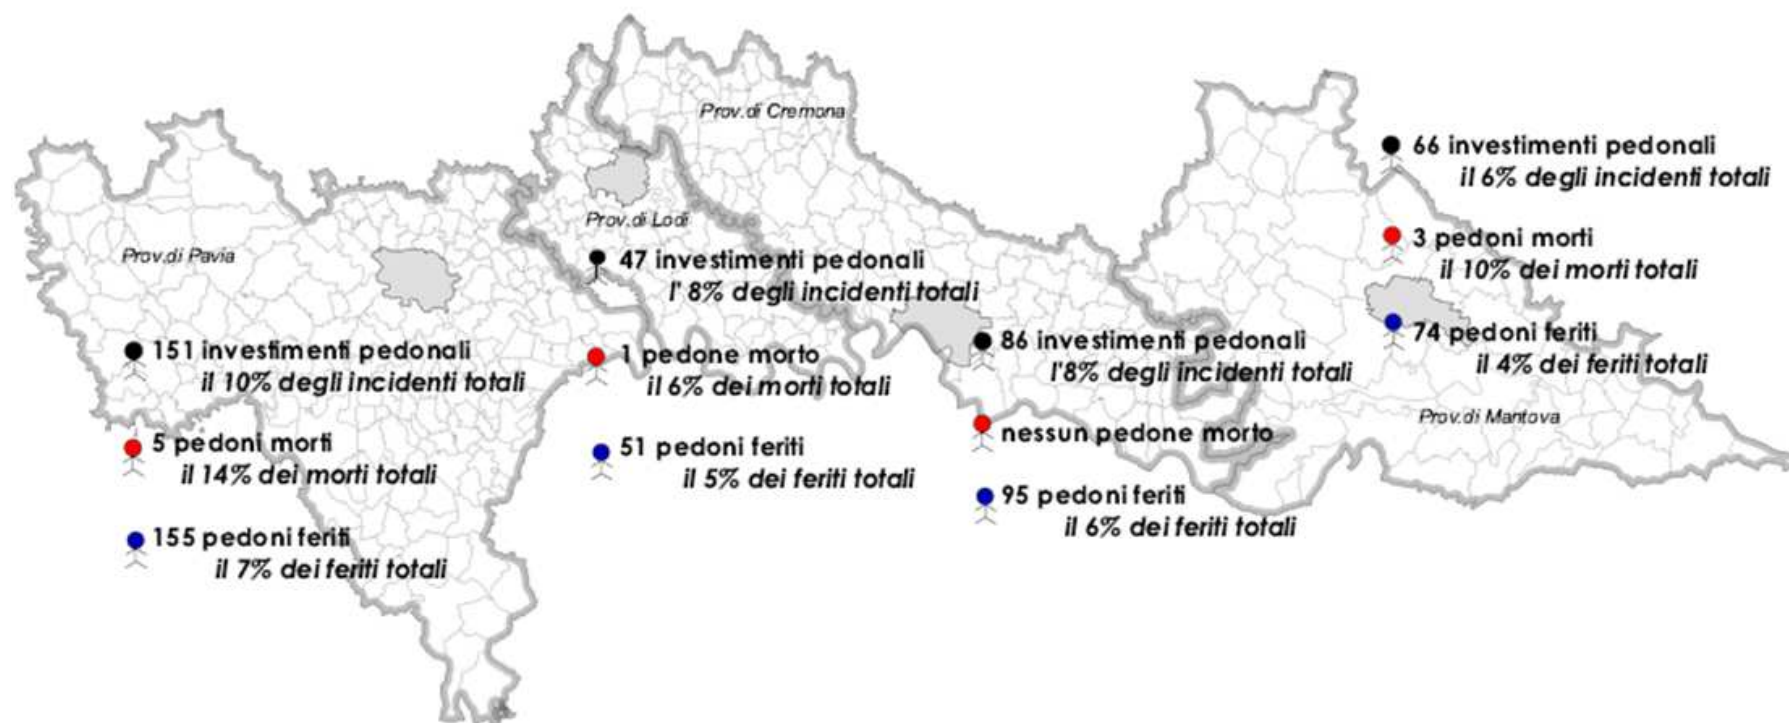 Prov.di Cremona
66 investimenti pedonali
il 6% degli incidenti totali
Prov.di Lodi
3 pedoni morti
il 10% dei morti totali
Prov.di Pavia
47 investimenti pedonali
l' 8% degli incidenti totali
74 pedoni feriti
il 4% dei feriti totali
86 investimenti pedonali
l'8% degli incidenti totali
151 investimenti pedonali
il 10% degli incidenti totali
1 pedone morto
il 6% dei morti totali
Prov.di Mantova
nessun pedone morto
5 pedoni morti
il 14% dei morti totali
51 pedoni feriti
il 5% dei feriti totali
95 pedoni feriti
il 6% dei feriti totali
155 pedoni feriti
il 7% dei feriti totali